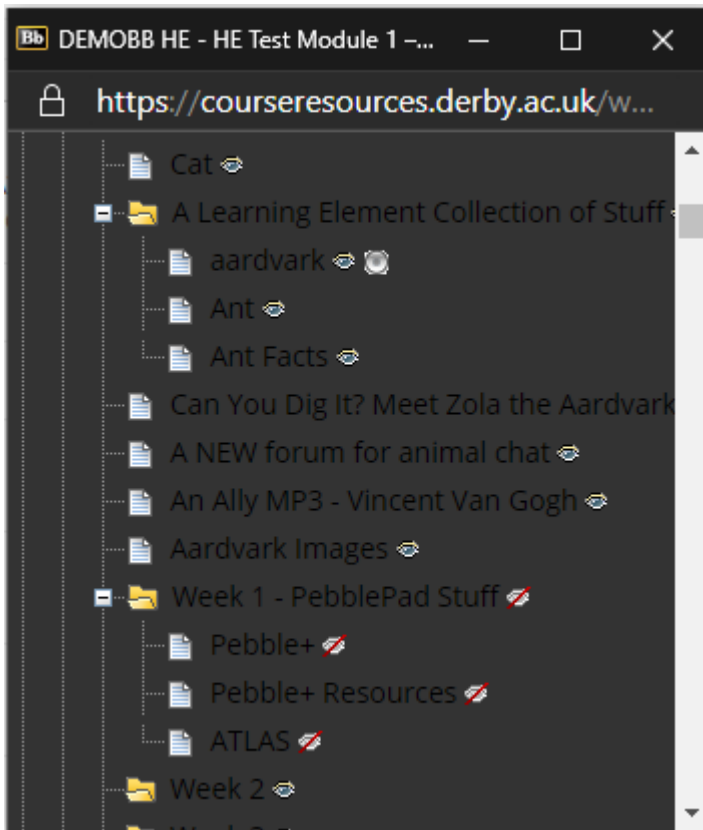 Bb DEMOBB HE - HE Test Module 1 –...
https://courseresources.derby.ac.uk/w...
Cat
A Learning Element Collection of Stuff
aardvark
Ant
Ant Facts
Can You Dig It? Meet Zola the Aardvark
A NEW forum for animal chat
An Ally MP3 - Vincent Van Gogh
Aardvark Images
Week 1 - PebblePad Stuff
Pebble+
Pebble+ Resources
ATLAS
Week 2